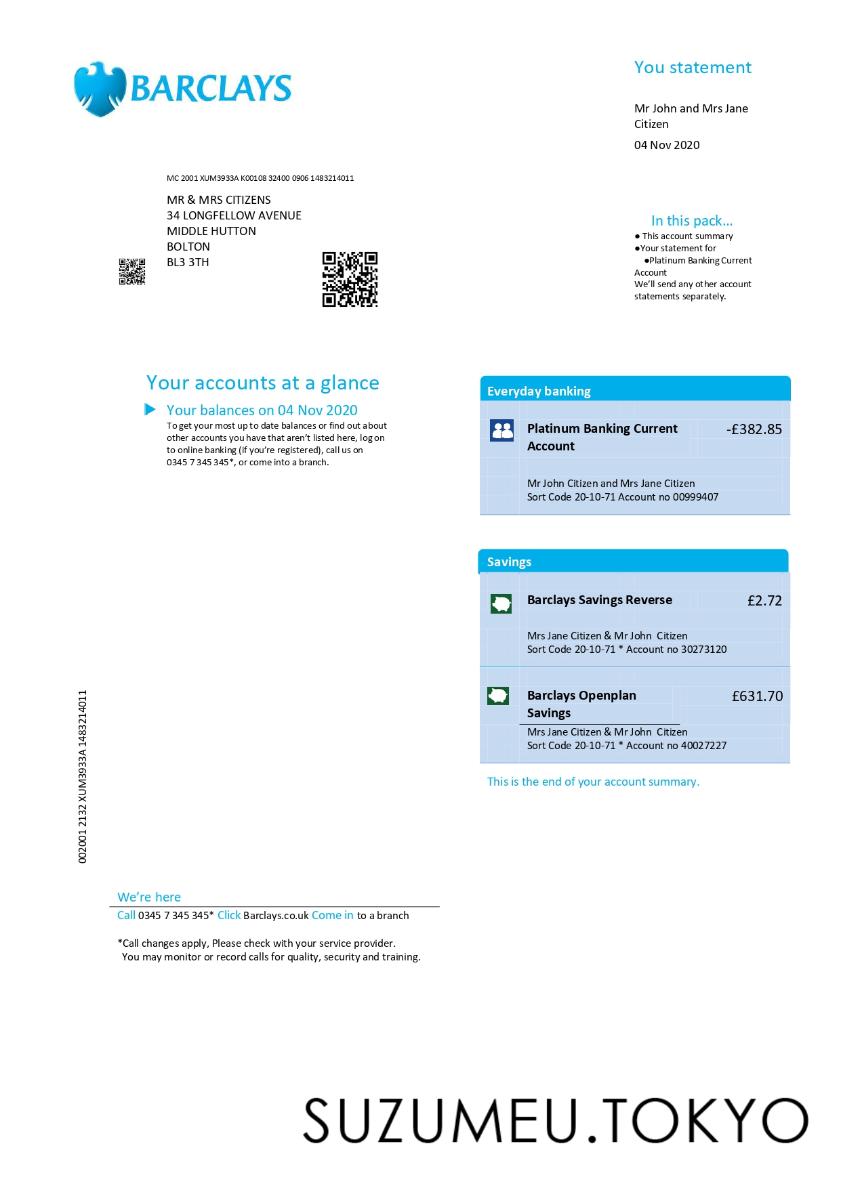 BARCLAYS
You statement
Mr John and Mrs Jane
Citizen
04 Nov 2020
MC 2001 XUM3933A K00108 32400 0906 1483214011
MR & MRS CITIZENS
34 LONGFELLOW AVENUE
MIDDLE HUTTON
BOLTON
BL3 3TH
In this pack...
● This account summary
●Your statement for
●Platinum Banking Current
Account
We'll send any other account
statements separately.
Your accounts at a glance
Your balances on 04 Nov 2020
To get your most up to date balances or find out about
other accounts you have that aren't listed here, log on
to online banking (if you're registered), call us on
0345 7 345 345*, or come into a branch.
Everyday banking
Platinum Banking Current -£382.85
Account
Mr John Citizen and Mrs Jane Citizen
Sort Code 20-10-71 Account no 00999407
Savings
Barclays Savings Reverse £2.72
Mrs Jane Citizen & Mr John Citizen
Sort Code 20-10-71 * Account no 30273120
Barclays Openplan £631.70
Savings
Mrs Jane Citizen & Mr John Citizen
Sort Code 20-10-71 * Account no 40027227
This is the end of your account summary.
002001 2132 XUM3933A 1483214011
We're here
Call 0345 7 345 345* Click Barclays.co.uk Come in to a branch
*Call changes apply, Please check with your service provider.
You may monitor or record calls for quality, security and training.
SUZUMEU.TOKYO